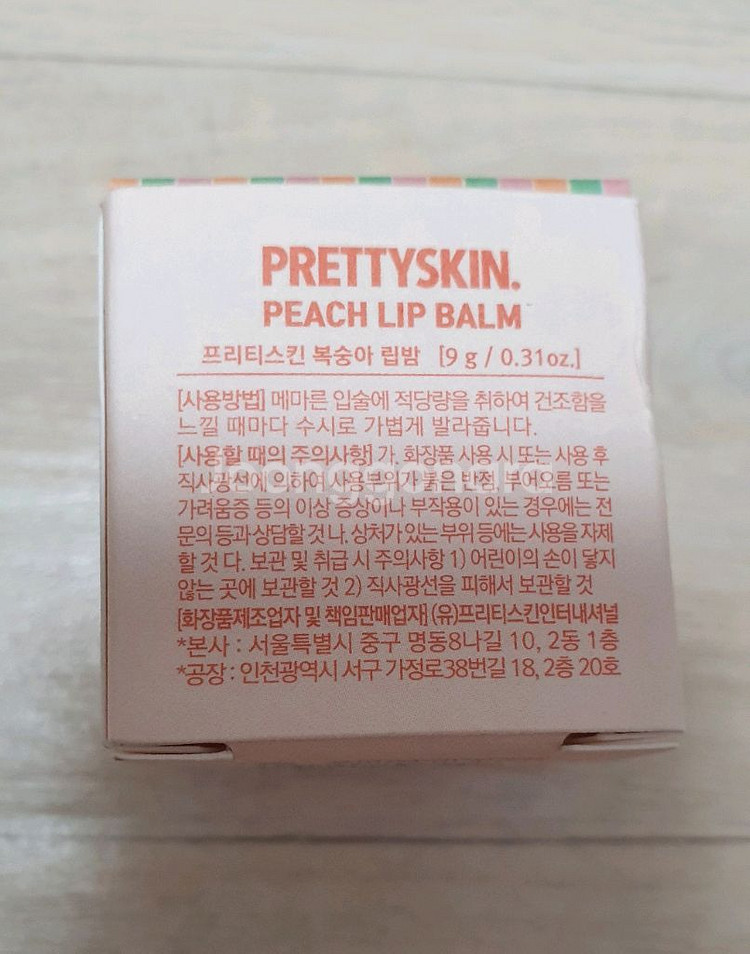 PRETTYSKIN.
PEACH LIP BALM
프리티스킨 복숭아 립밤 [9 g / 0.31oz.]
[사용방법] 메마른 입술에 적당량을 취하여 건조함을
느낄 때마다 수시로 가볍게 발라줍니다.
[사용할 때의 주의사항] 가. 화장품 사용 시 또는 사용 후
직사광선에 의하여 사용부위가 붉은 반점, 부어오름 또는
가려움증 등의 이상 증상이나 부작용이 있는 경우에는 전
문의 등과 상담할 것 나. 상처가 있는 부위 등에는 사용을 자제
할 것 다. 보관 및 취급 시 주의사항 1) 어린이의 손이 닿지
않는 곳에 보관할 것 2) 직사광선을 피해서 보관할 것
[화장품제조업자 및 책임판매업자] (유)프리티스킨인터내셔널
*본사 : 서울특별시 중구 명동8나길 10, 2동 1층
*공장 : 인천광역시 서구 가정로38번길 18, 2층 20호